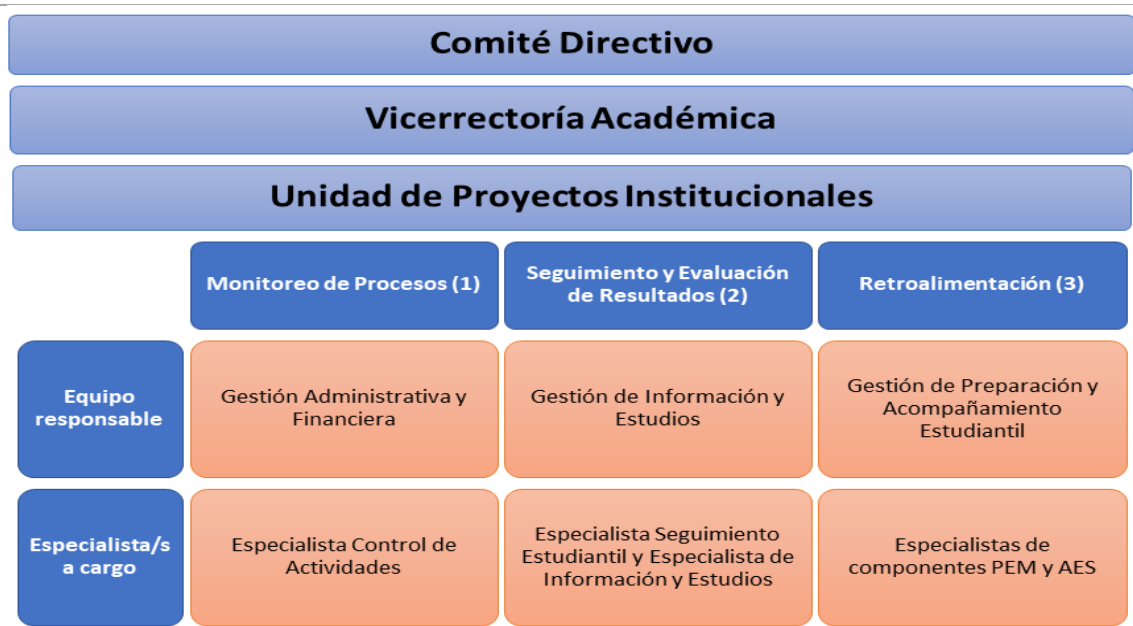 Comité Directivo
Vicerrectoría Académica
Unidad de Proyectos Institucionales
Monitoreo de Procesos (1)
Seguimiento y Evaluación
de Resultados (2)
Retroalimentación (3)
Equipo
responsable
Gestión Administrativa y
Financiera
Gestión de Información y
Estudios
Gestión de Preparación y
Acompañamiento
Estudiantil
Especialista/s
a cargo
Especialista Control de
Actividades
Especialista Seguimiento
Estudiantil y Especialista de
Información y Estudios
Especialistas de
componentes PEM y AES